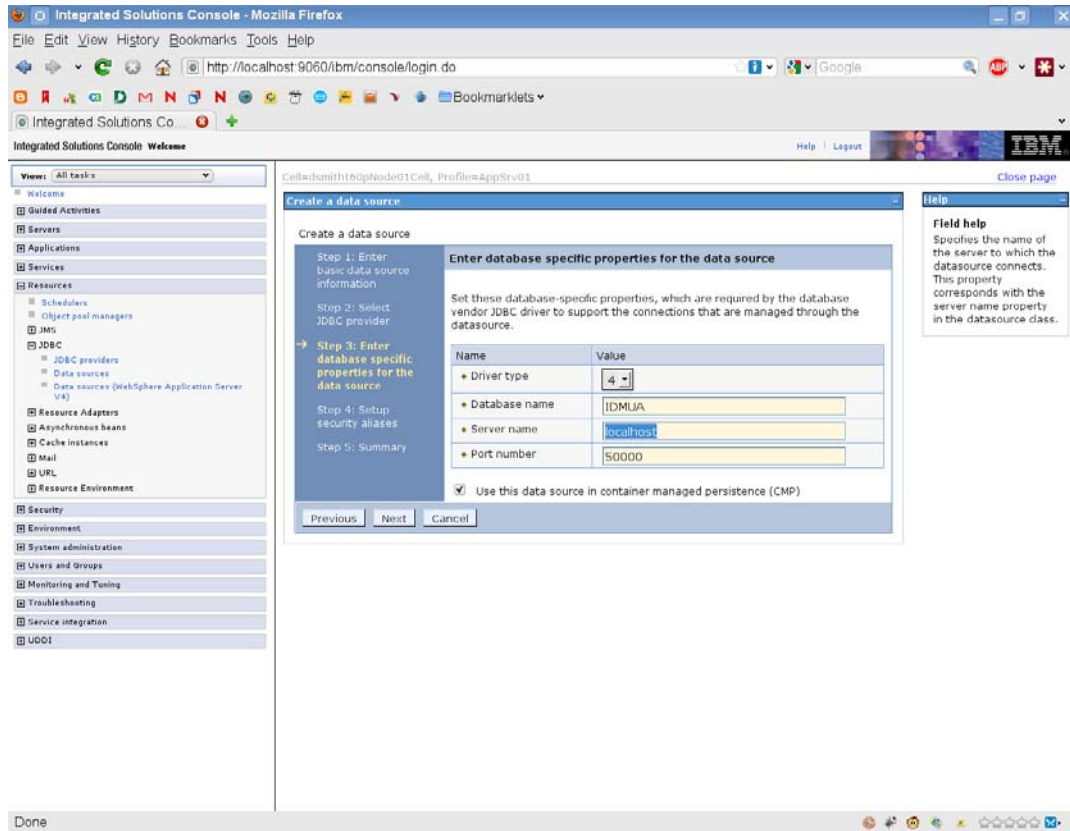 Integrated Solutions Console - Mozilla Firefox
File Edit View History Bookmarks Tools Help
http://localhost:9060/ibm/console/login.do
Google
ABP
Bookmarklets
Integrated Solutions Co...
Integrated Solutions Console Welcome
Help | Logout
IBM
View: All tasks
Welcome
Guided Activities
Servers
Applications
Services
Resources
Schedulers
Object pool managers
JMS
JDBC
JDBC providers
Data sources
Data sources (WebSphere Application Server
V4)
Resource Adapters
Asynchronous beans
Cache instances
Mail
URL
Resource Environment
Security
Environment
System administration
Users and Groups
Monitoring and Tuning
Troubleshooting
Service integration
UDDI
Cell=dsmitht60pNode01Cell, Profile=AppSrv01
Close page
Create a data source
Create a data source
Step 1: Enter
basic data source
information
Step 2: Select
JDBC provider
Step 3: Enter
database specific
properties for the
data source
Step 4: Setup
security aliases
Step 5: Summary
Enter database specific properties for the data source
Set these database-specific properties, which are required by the database
vendor JDBC driver to support the connections that are managed through the
datasource.
Name Value
Driver type 4
Database name IDMUA
Server name localhost
Port number 50000
Use this data source in container managed persistence (CMP)
Previous Next Cancel
Help
Field help
Specifies the name of
the server to which the
datasource connects.
This property
corresponds with the
server name property
in the datasource class.
Done